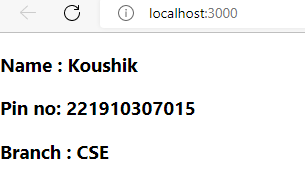 localhost:3000
Name : Koushik
Pin no: 221910307015
Branch : CSE